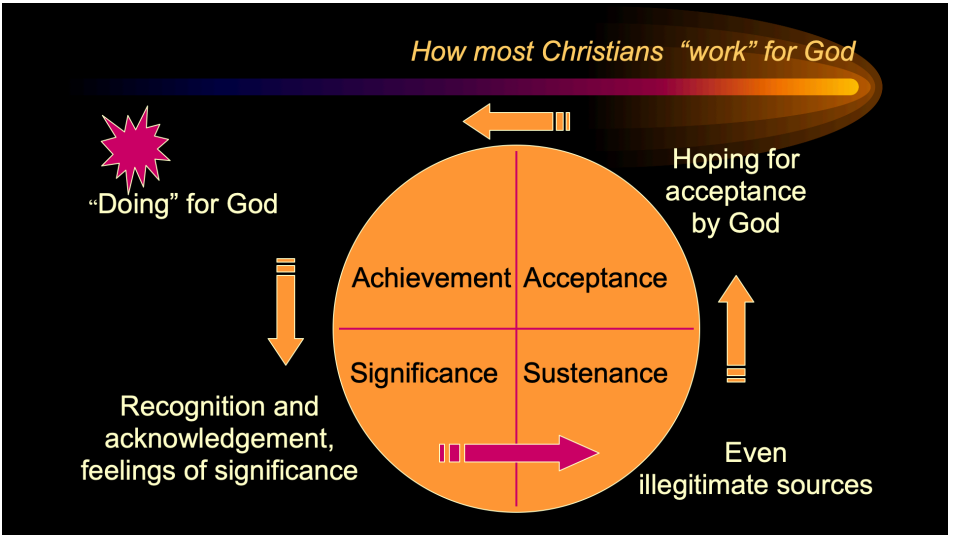 How most Christians “work” for God
“Doing” for God
Hoping for
acceptance
by God
Achievement
Acceptance
Significance
Sustenance
Recognition and
acknowledgement,
feelings of significance
Even
illegitimate sources